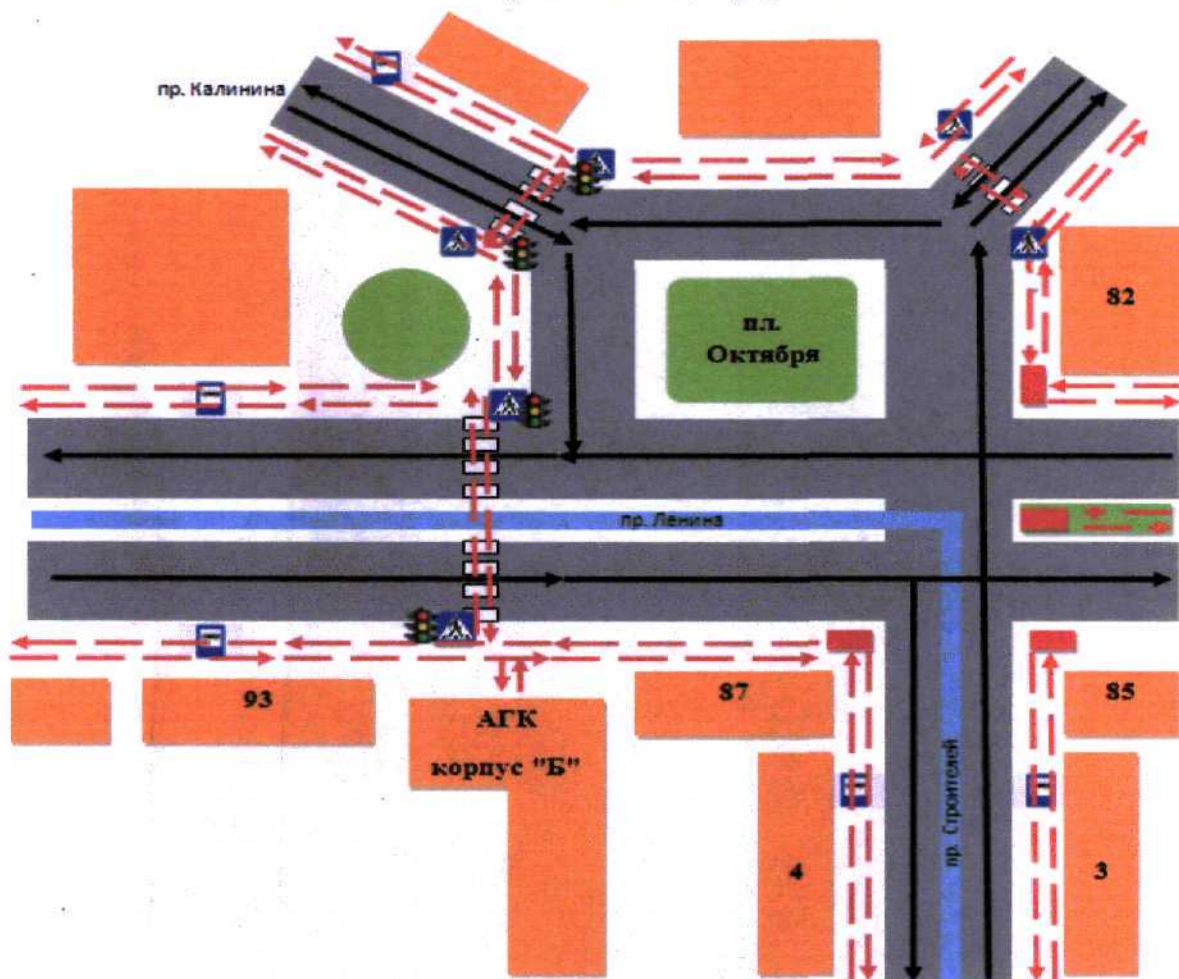 пр. Калинина
82
пл.
Октября
пр. Ленина
93
87
85
АГК
корпус "Б"
пр. Строителей
4
3